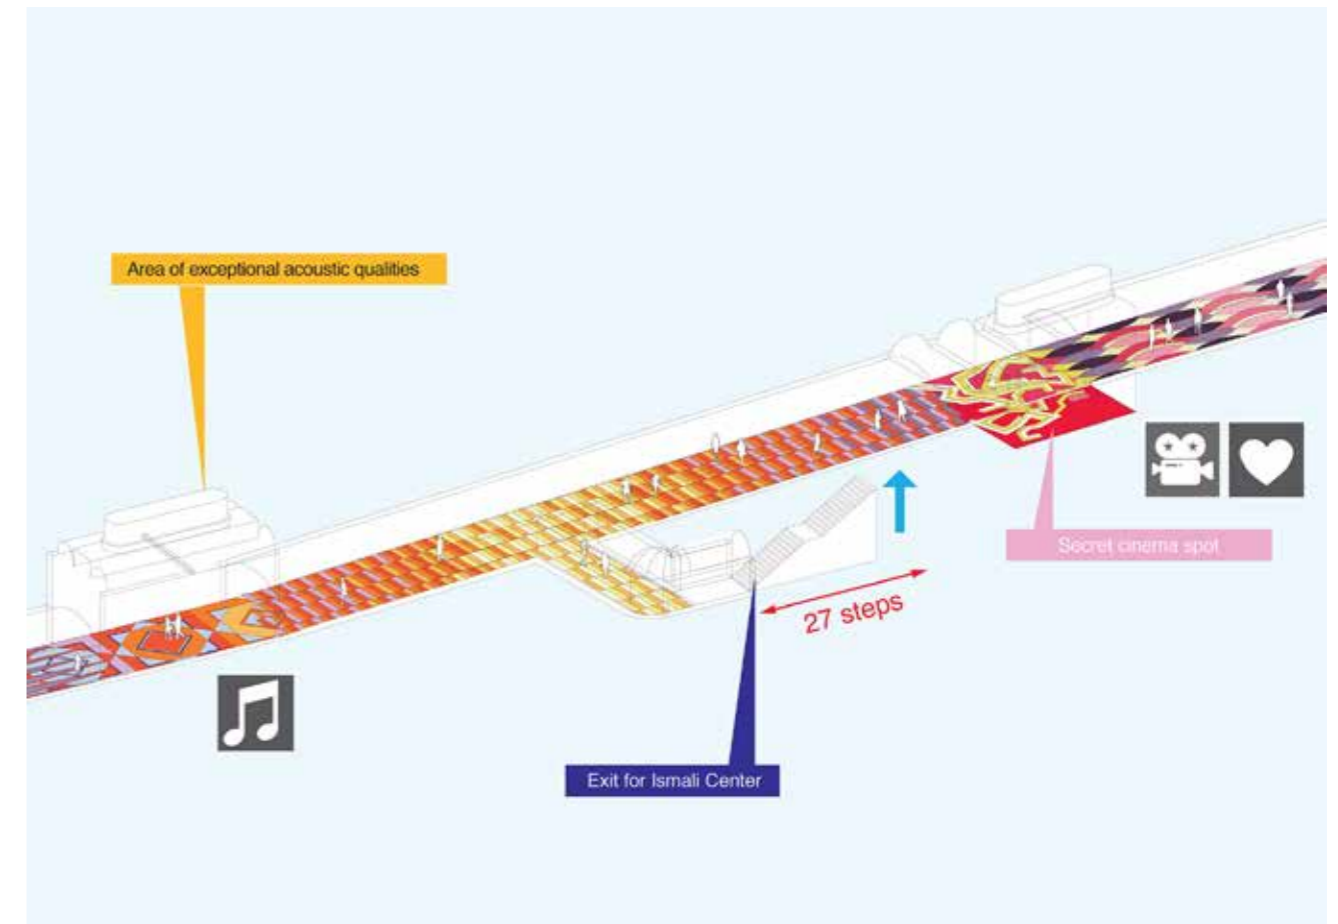 Area of exceptional acoustic qualities
Secret cinema spot
27 steps
Exit for Ismali Center